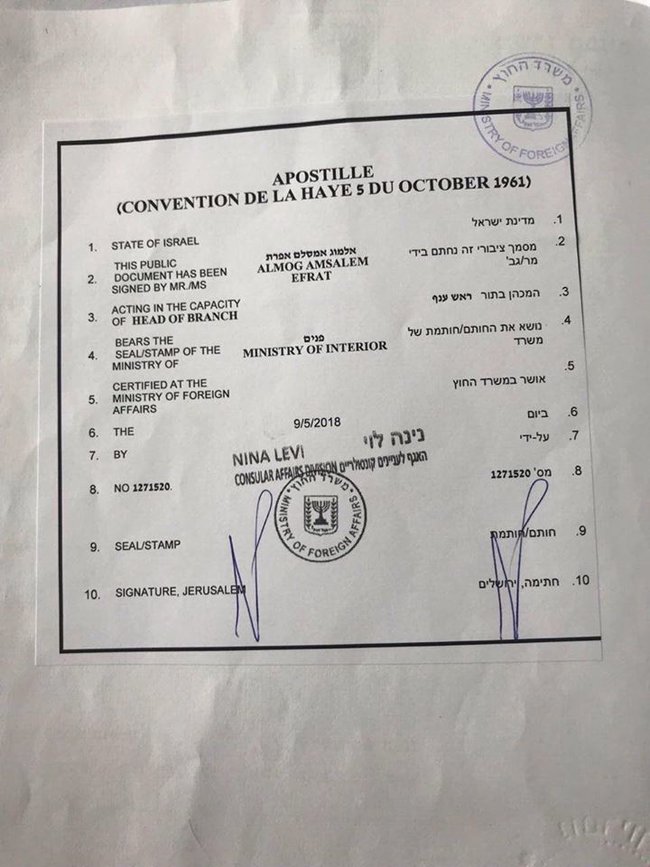 משרד החוץ
MINISTRY OF FOREIGN AFFAIRS
APOSTILLE
(CONVENTION DE LA HAYE 5 DU OCTOBER 1961)
1. STATE OF ISRAEL
.1 מדינת ישראל
2. THIS PUBLIC
DOCUMENT HAS BEEN
SIGNED BY MR./MS
אלמוג אמסלם אפרת
ALMOG AMSALEM
EFRAT
.2 מסמך ציבורי זה נחתם בידי
מר/גב'
3. ACTING IN THE CAPACITY
OF HEAD OF BRANCH
.3 המכהן בתור ראש ענף
4. BEARS THE
SEAL/STAMP OF THE
MINISTRY OF
פנים
MINISTRY OF INTERIOR
.4 נושא את החותם/חותמת של
משרד
5. CERTIFIED AT THE
MINISTRY OF FOREIGN
AFFAIRS
.5 אושר במשרד החוץ
6. THE 9/5/2018 .6 ביום
7. BY .7 על-ידי
NINA LEVI נינה לוי
CONSULAR AFFAIRS DIVISION האגף לעניינים קונסולריים
8. NO 1271520. .8 מס' 1271520
משרד החוץ
MINISTRY OF FOREIGN AFFAIRS
9. SEAL/STAMP .9 חותם/חותמת
10. SIGNATURE, JERUSALEM .10 חתימה, ירושלים